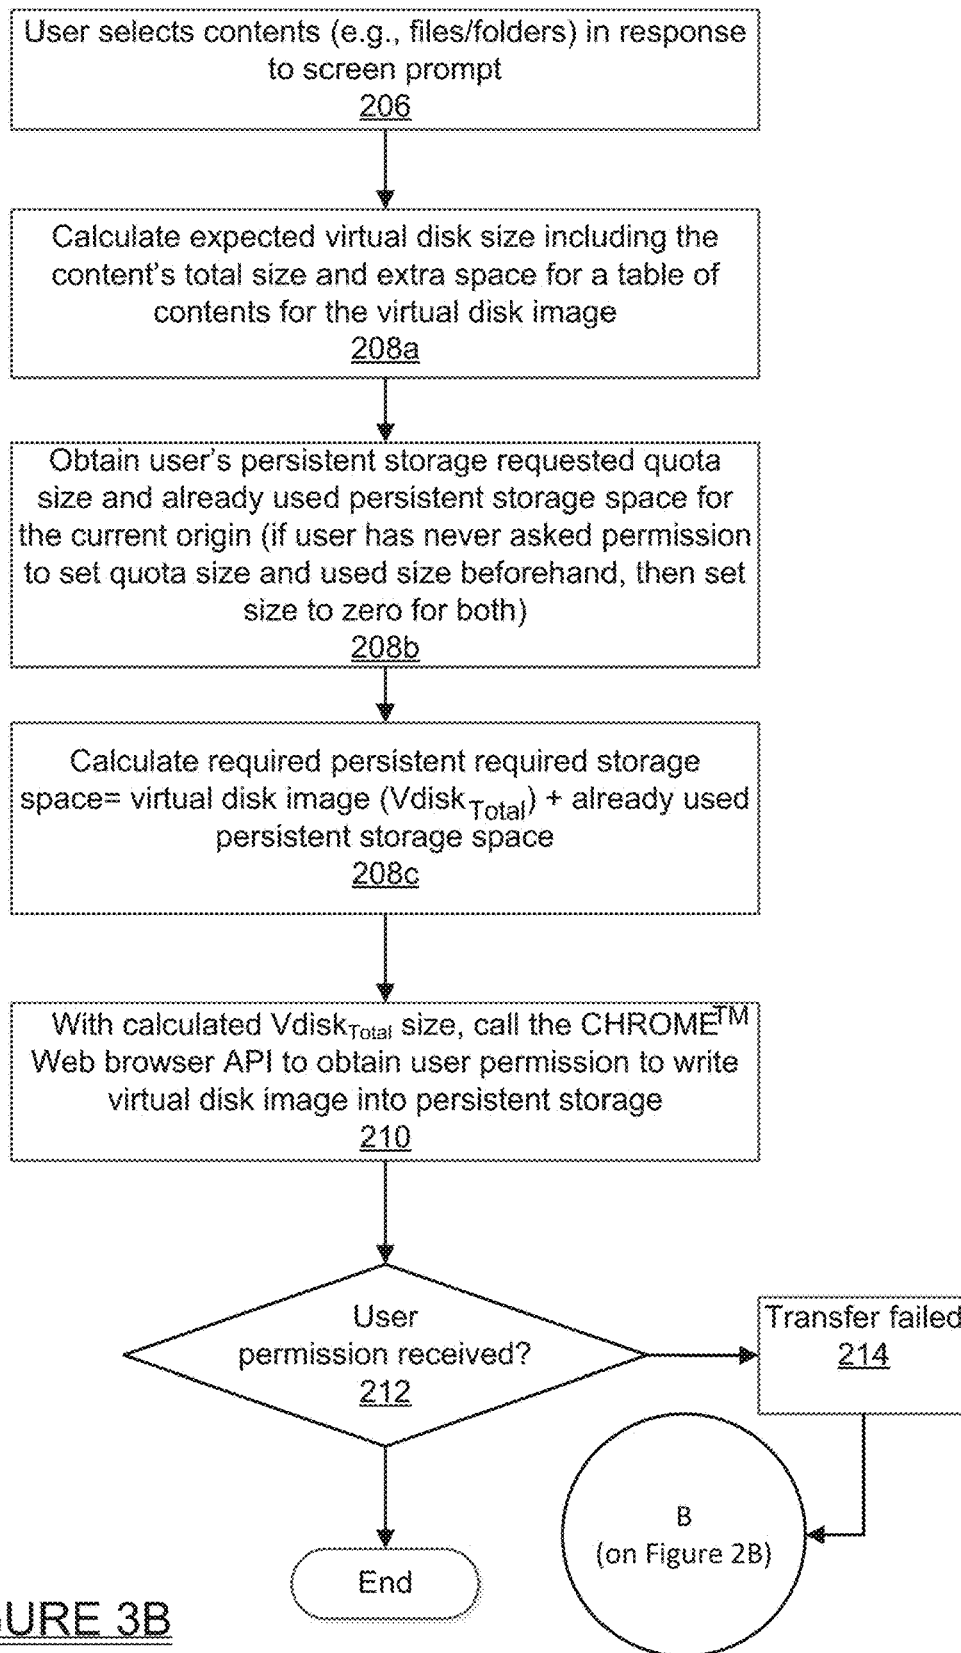 User selects contents (e.g., files/folders) in response
to screen prompt
206
Calculate expected virtual disk size including the
content's total size and extra space for a table of
contents for the virtual disk image
208a
Obtain user's persistent storage requested quota
size and already used persistent storage space for
the current origin (if user has never asked permission
to set quota size and used size beforehand, then set
size to zero for both)
208b
Calculate required persistent required storage
space= virtual disk image (VdiskTotal) + already used
persistent storage space
208c
With calculated VdiskTotal size, call the CHROME™
Web browser API to obtain user permission to write
virtual disk image into persistent storage
210
User
permission received?
212
Transfer failed
214
B
(on Figure 2B)
End
GURE 3B